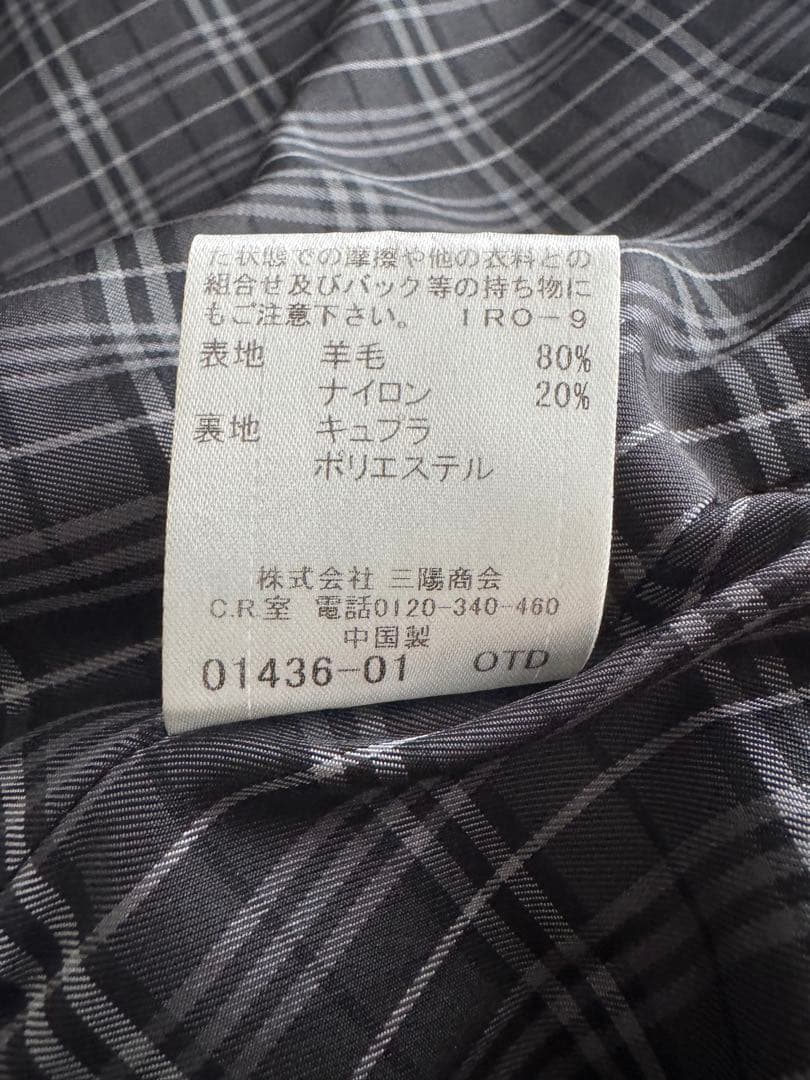 た状態での摩擦や他の衣料との
組合せ及びバック等の持ち物に
もご注意下さい。 IRO-9
表地 羊毛 80%
ナイロン 20%
裏地 キュプラ
ポリエステル
株式会社 三陽商会
C.R.室 電話0120-340-460
中国製
01436-01 OTD